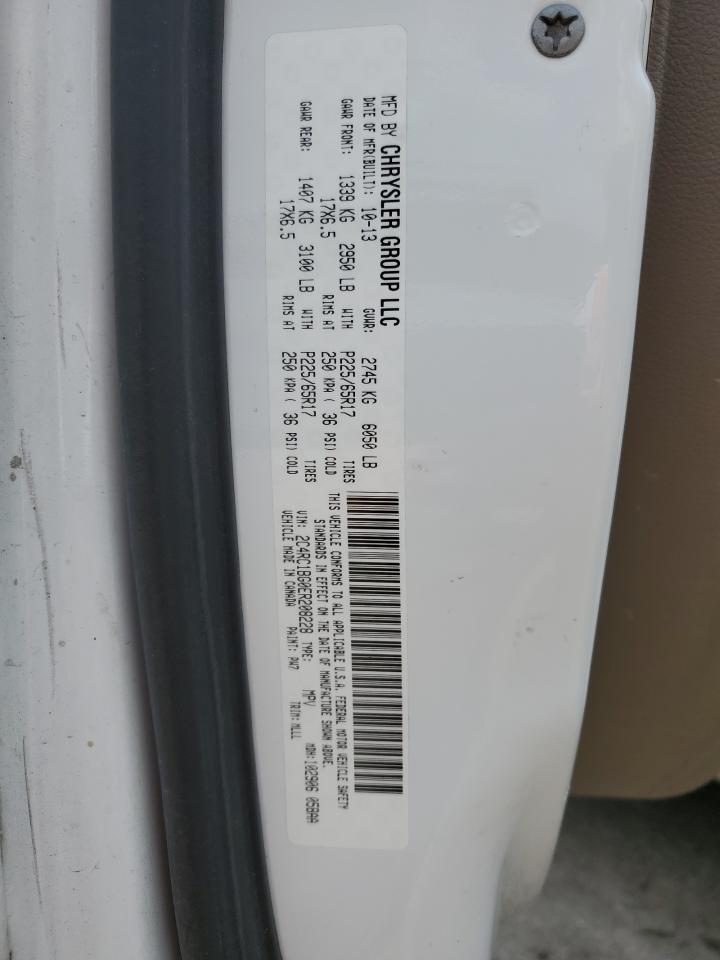 MFD BY CHRYSLER GROUP LLC
DATE OF MFR(BUILT): 10-13 GVWR: 2745 KG 6050 LB
GAWR FRONT: 1339 KG 2950 LB WITH P225/65R17 TIRES
17X6.5 RIMS AT 250 KPA ( 36 PSI) COLD
GAWR REAR: 1407 KG 3100 LB WITH P225/65R17 TIRES
17X6.5 RIMS AT 250 KPA ( 36 PSI) COLD
THIS VEHICLE CONFORMS TO ALL APPLICABLE U.S.A. FEDERAL MOTOR VEHICLE SAFETY
STANDARDS IN EFFECT ON THE DATE OF MANUFACTURE SHOWN ABOVE.
VIN: 2C4RC1BG0ER208228 TYPE: MPV MDH:102906 058AA
VEHICLE MADE IN CANADA PAINT: PW7 TRIM:MLLL